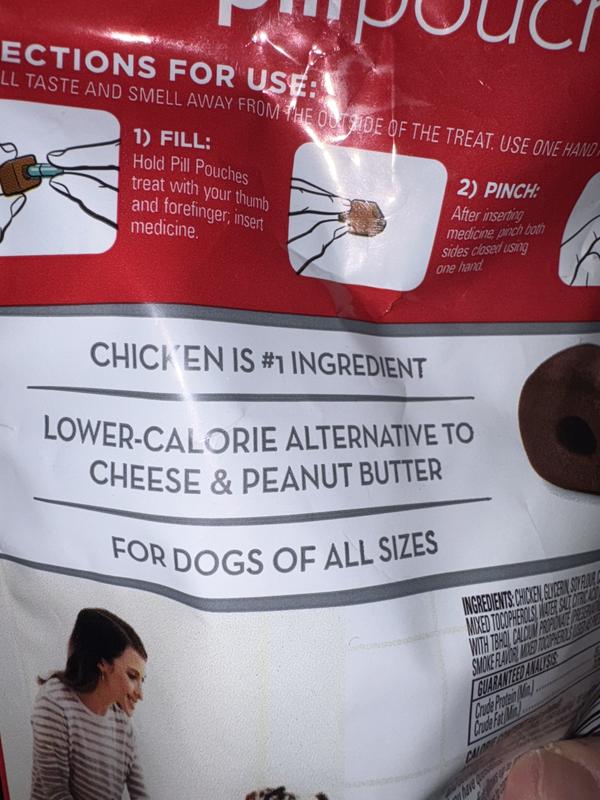 pill pouch
ECTIONS FOR USE:
LL TASTE AND SMELL AWAY FROM THE OUTSIDE OF THE TREAT. USE ONE HAND
1) FILL:
Hold Pill Pouches
treat with your thumb
and forefinger; insert
medicine.
2) PINCH:
After inserting
medicine, pinch both
sides closed using
one hand.
CHICKEN IS #1 INGREDIENT
LOWER-CALORIE ALTERNATIVE TO
CHEESE & PEANUT BUTTER
FOR DOGS OF ALL SIZES
INGREDIENTS: CHICKEN, GLYCERIN, SOY FLOUR, C
MIXED TOCOPHEROLS), WATER, SALT, CITRIC ACID
WITH TBHQ, CALCIUM PROPIONATE
SMOKE FLAVOR, MIXED TOCOPHEROLS
GUARANTEED ANALYSIS:
Crude Protein (Min.)
Crude Fat (Min.)